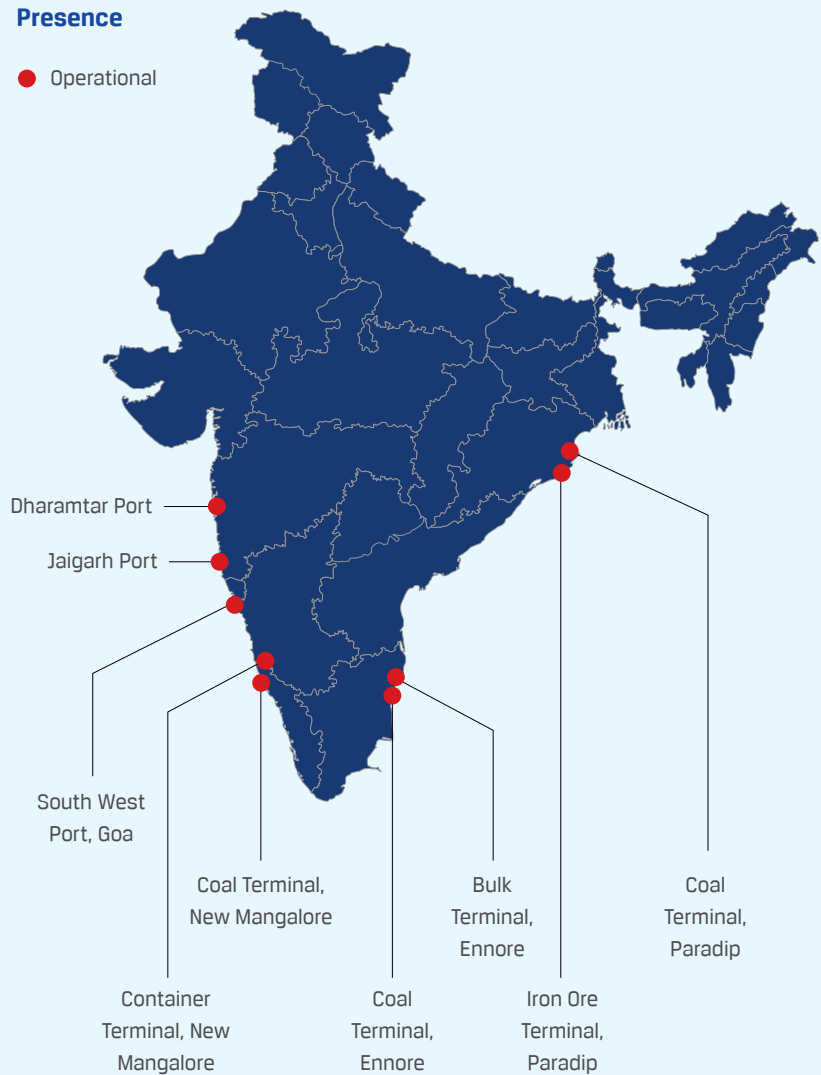 Presence
Operational
Dharamtar Port
Jaigarh Port
South West
Port, Goa
Coal Terminal,
New Mangalore
Bulk
Terminal,
Ennore
Coal
Terminal,
Paradip
Container
Terminal, New
Mangalore
Coal
Terminal,
Ennore
Iron Ore
Terminal,
Paradip